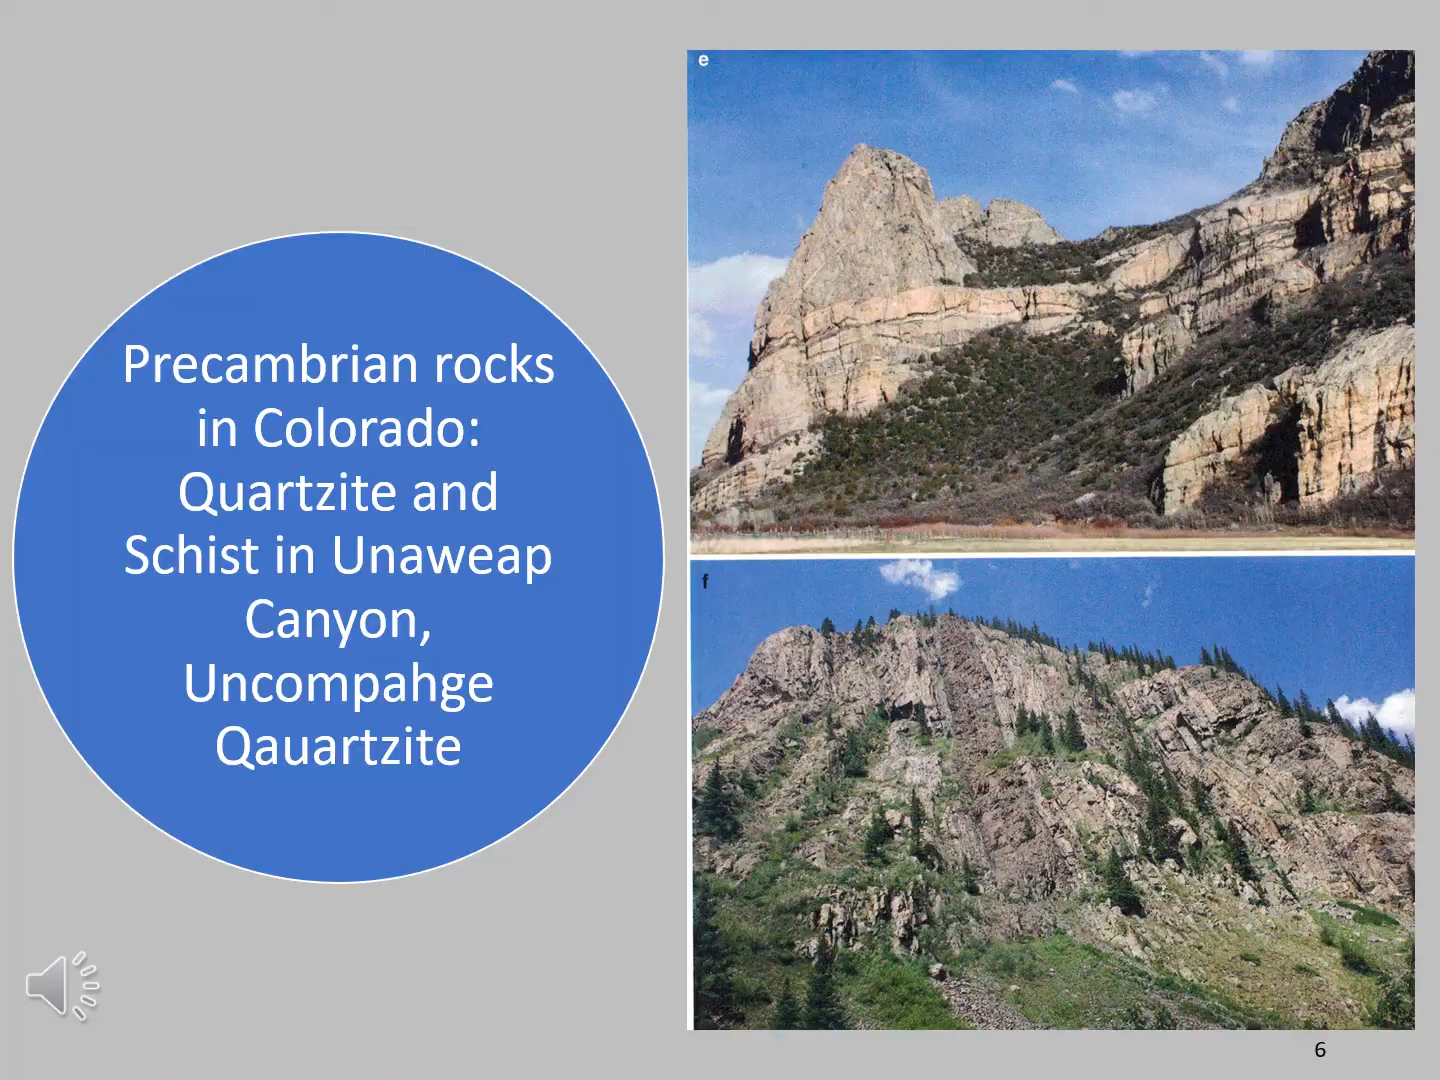 e
Precambrian rocks
in Colorado:
Quartzite and
Schist in Unaweap
Canyon,
Uncompahge
Qauartzite
f
6